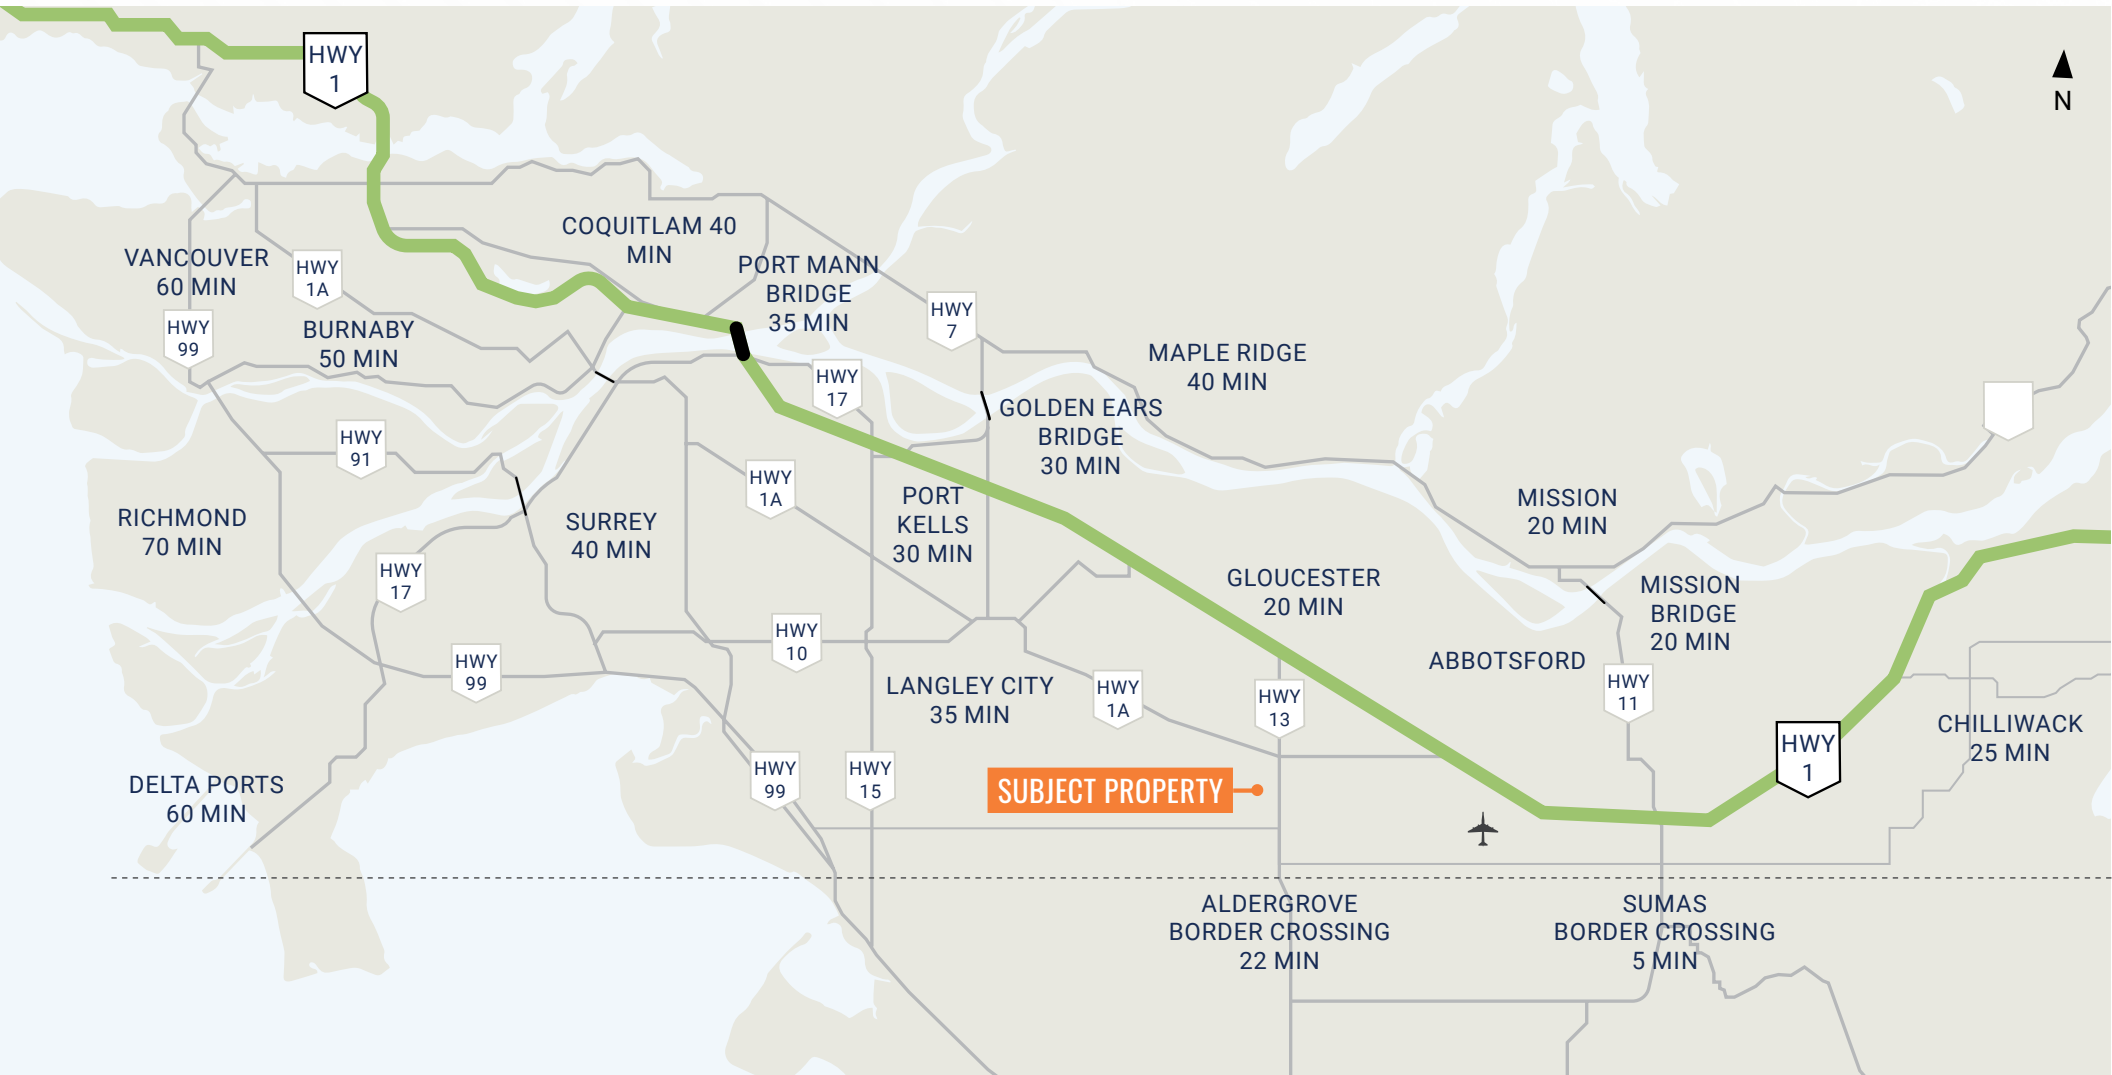 HWY
1
N
COQUITLAM 40
MIN
VANCOUVER
60 MIN
HWY
1A
PORT MANN
BRIDGE
35 MIN
HWY
99
BURNABY
50 MIN
HWY
7
HWY
17
MAPLE RIDGE
40 MIN
GOLDEN EARS
BRIDGE
30 MIN
HWY
91
HWY
1A
PORT
KELLS
30 MIN
RICHMOND
70 MIN
SURREY
40 MIN
MISSION
20 MIN
HWY
17
GLOUCESTER
20 MIN
MISSION
BRIDGE
20 MIN
HWY
10
HWY
99
ABBOTSFORD
LANGLEY CITY
35 MIN
HWY
1A
HWY
13
HWY
11
HWY
1
CHILLIWACK
25 MIN
DELTA PORTS
60 MIN
HWY
99
HWY
15
SUBJECT PROPERTY
ALDERGROVE
BORDER CROSSING
22 MIN
SUMAS
BORDER CROSSING
5 MIN